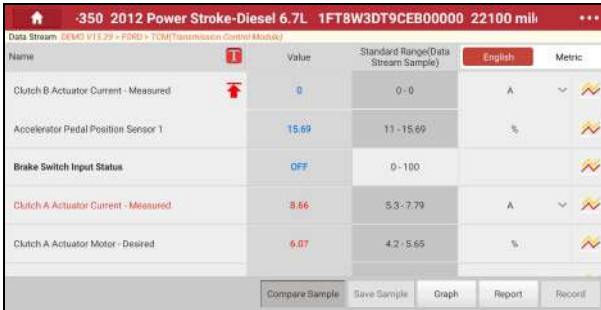 -350 2012 Power Stroke-Diesel 6.7L 1FT8W3DT9CEB00000 22100 mil
Data Stream DEMO V15.29 > FORD > TCM(Transmission Control Module)
Name T Value Standard Range(Data Stream Sample) English Metric
Clutch B Actuator Current - Measured 0 0 - 0 A
Accelerator Pedal Position Sensor 1 15.69 11 - 15.69 %
Brake Switch Input Status OFF 0 - 100
Clutch A Actuator Current - Measured 8.66 5.3 - 7.79 A
Clutch A Actuator Motor - Desired 6.07 4.2 - 5.65 %
Compare Sample Save Sample Graph Report Record